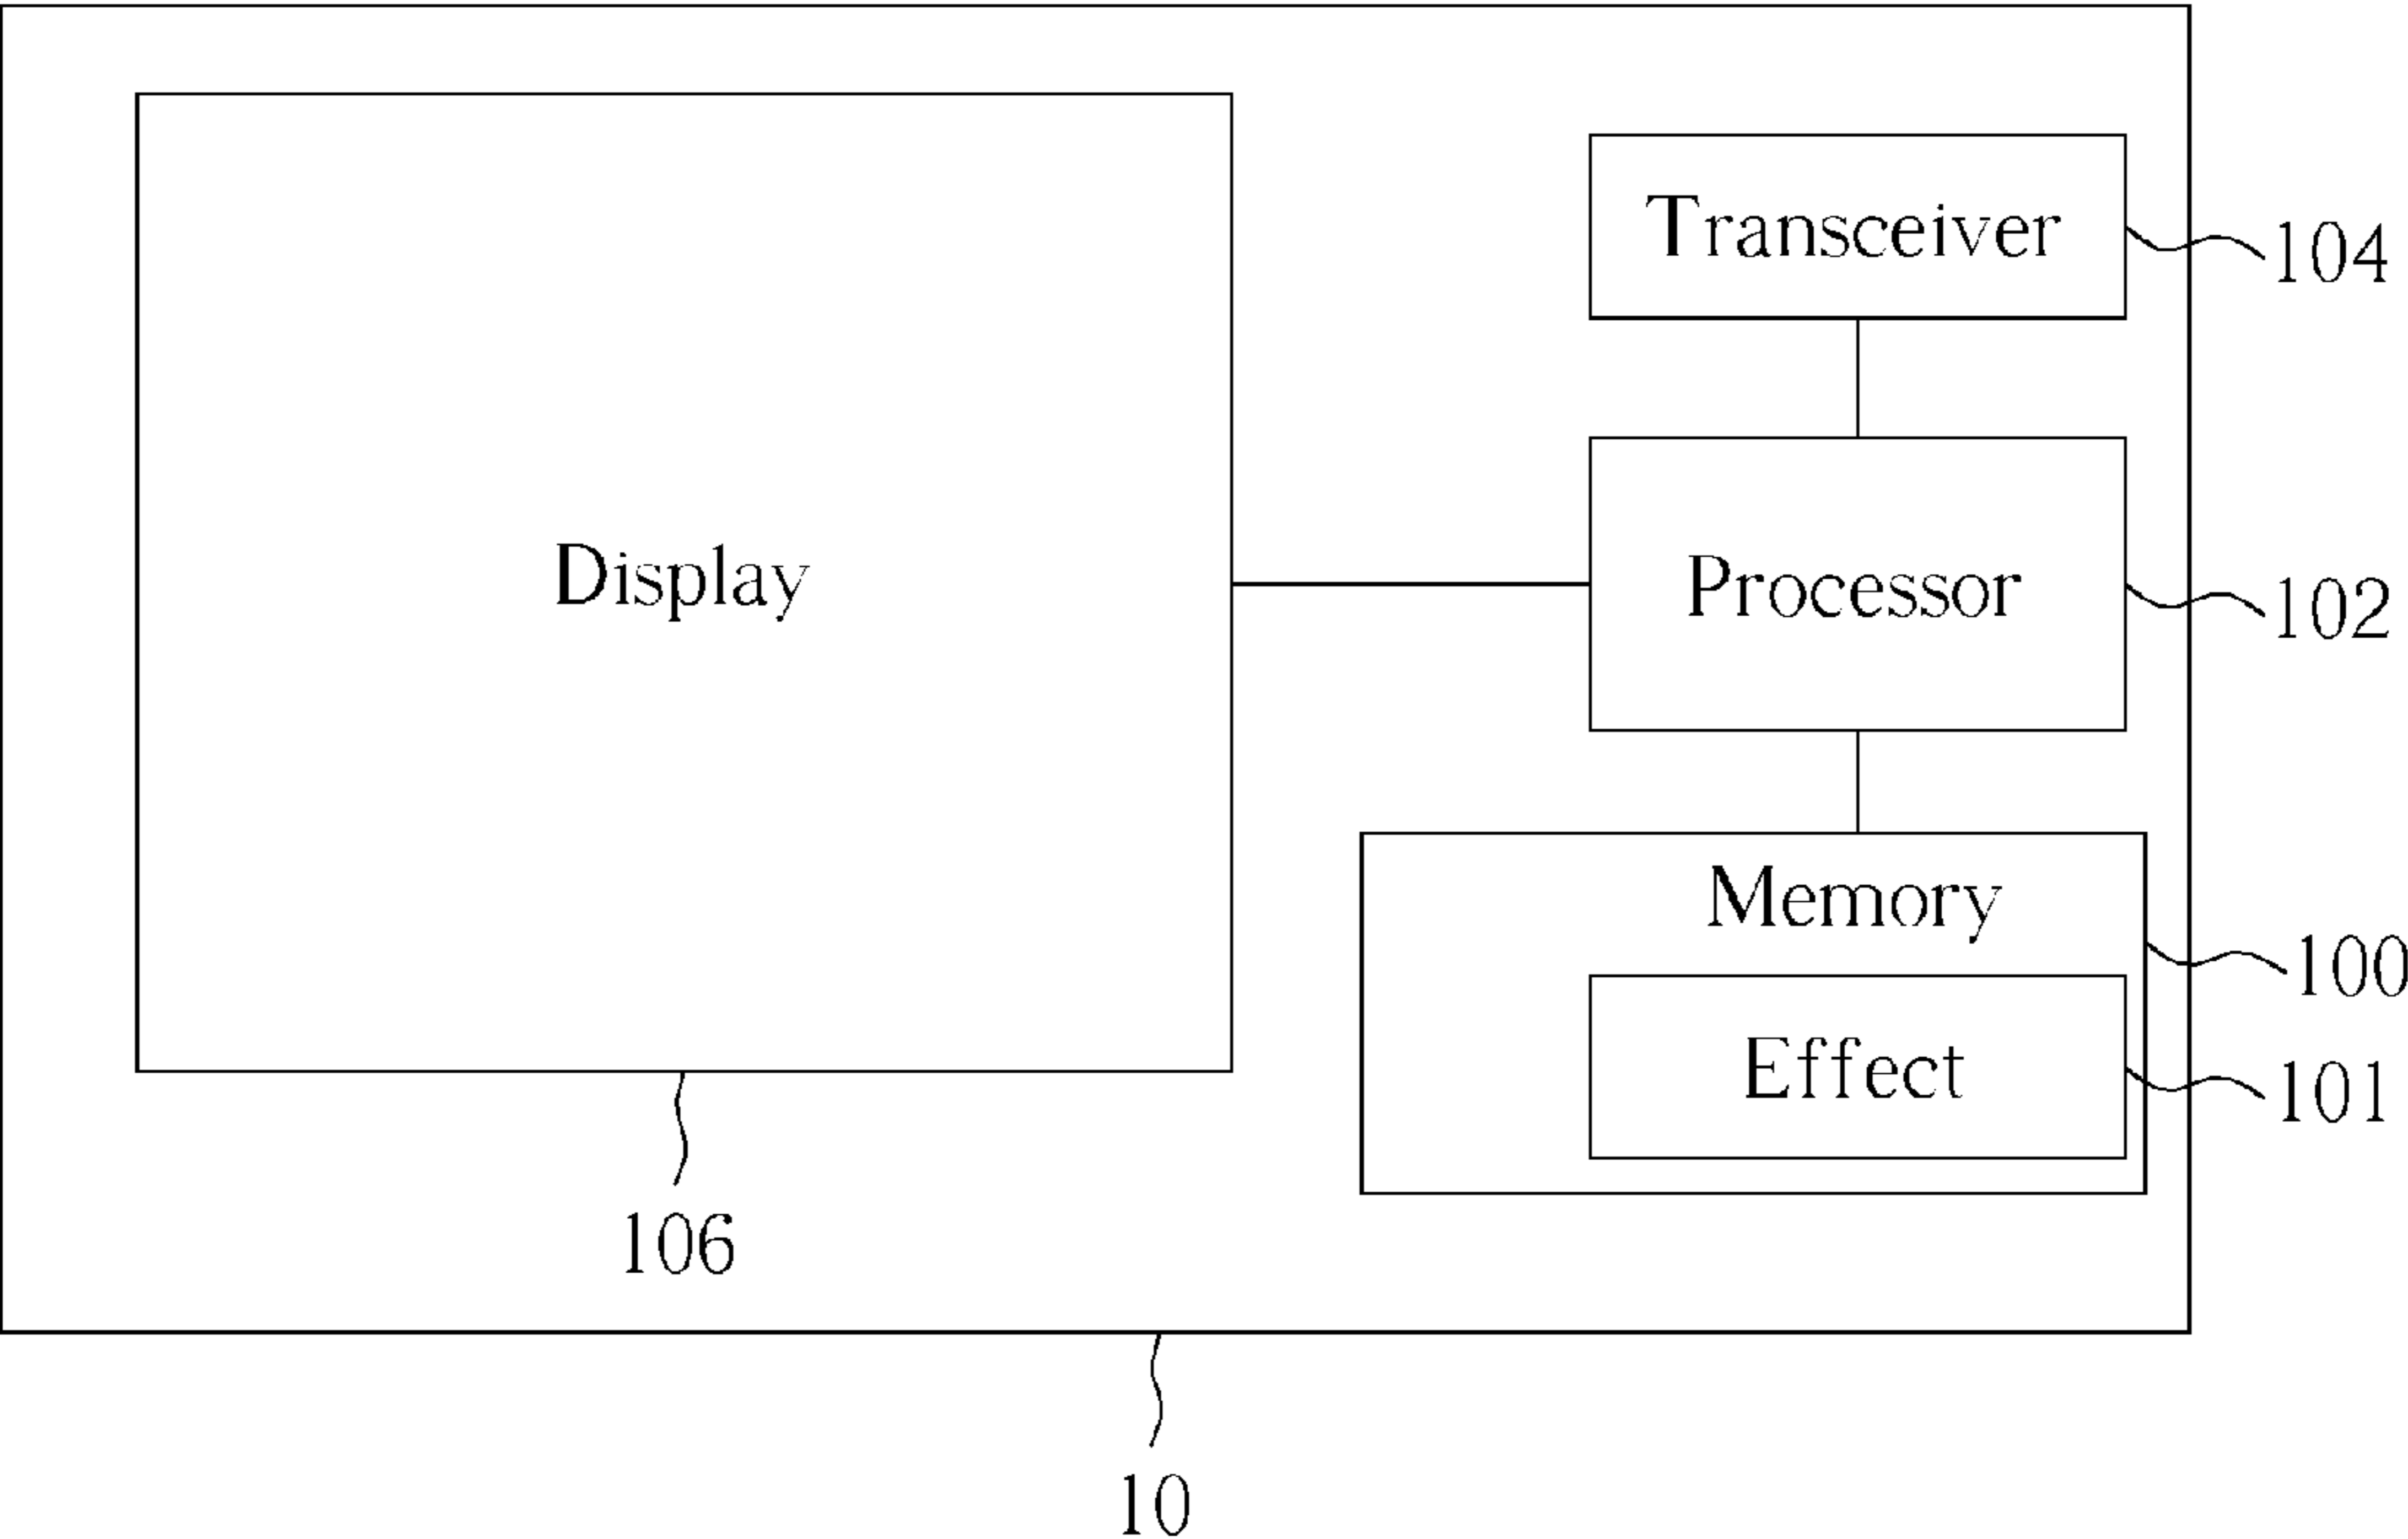 Transceiver
104
Display
Processor
102
Memory
100
Effect
101
106
10